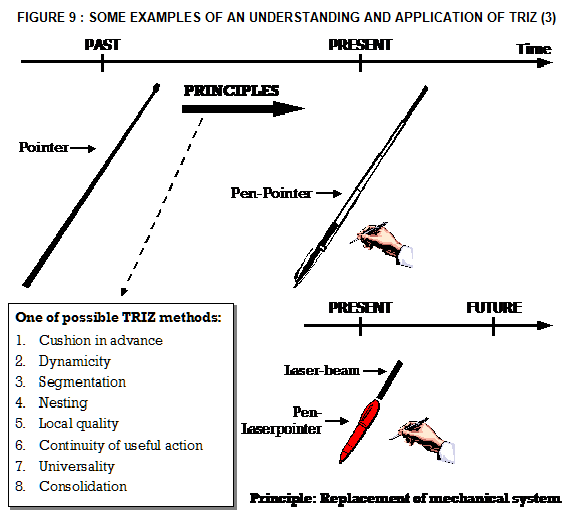 FIGURE 9 : SOME EXAMPLES OF AN UNDERSTANDING AND APPLICATION OF TRIZ (3)
PAST
PRESENT
Time
PRINCIPLES
Pointer
Pen-Pointer
One of possible TRIZ methods:
1. Cushion in advance
2. Dynamicity
3. Segmentation
4. Nesting
5. Local quality
6. Continuity of useful action
7. Universality
8. Consolidation
PRESENT
FUTURE
Laser-beam
Pen-
Laserpointer
Principle: Replacement of mechanical system